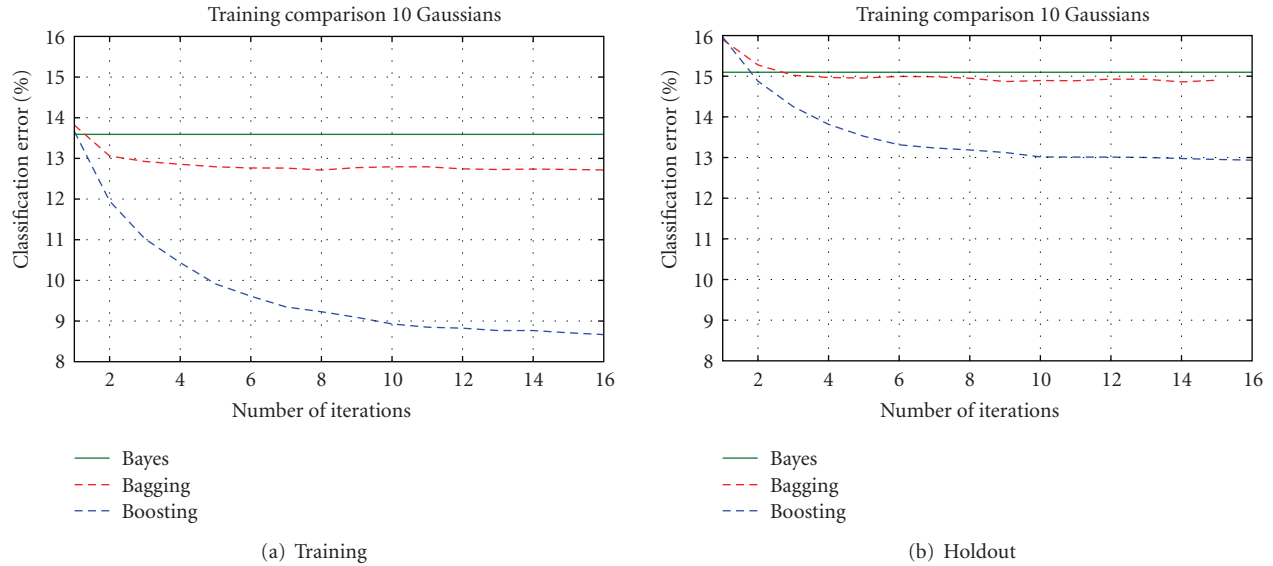 Training comparison 10 Gaussians
16
15
14
13
12
11
10
9
8
Classification error (%)
2 4 6 8 10 12 14 16
Number of iterations
Bayes
Bagging
Boosting
(a) Training
Training comparison 10 Gaussians
16
15
14
13
12
11
10
9
8
Classification error (%)
2 4 6 8 10 12 14 16
Number of iterations
Bayes
Bagging
Boosting
(b) Holdout